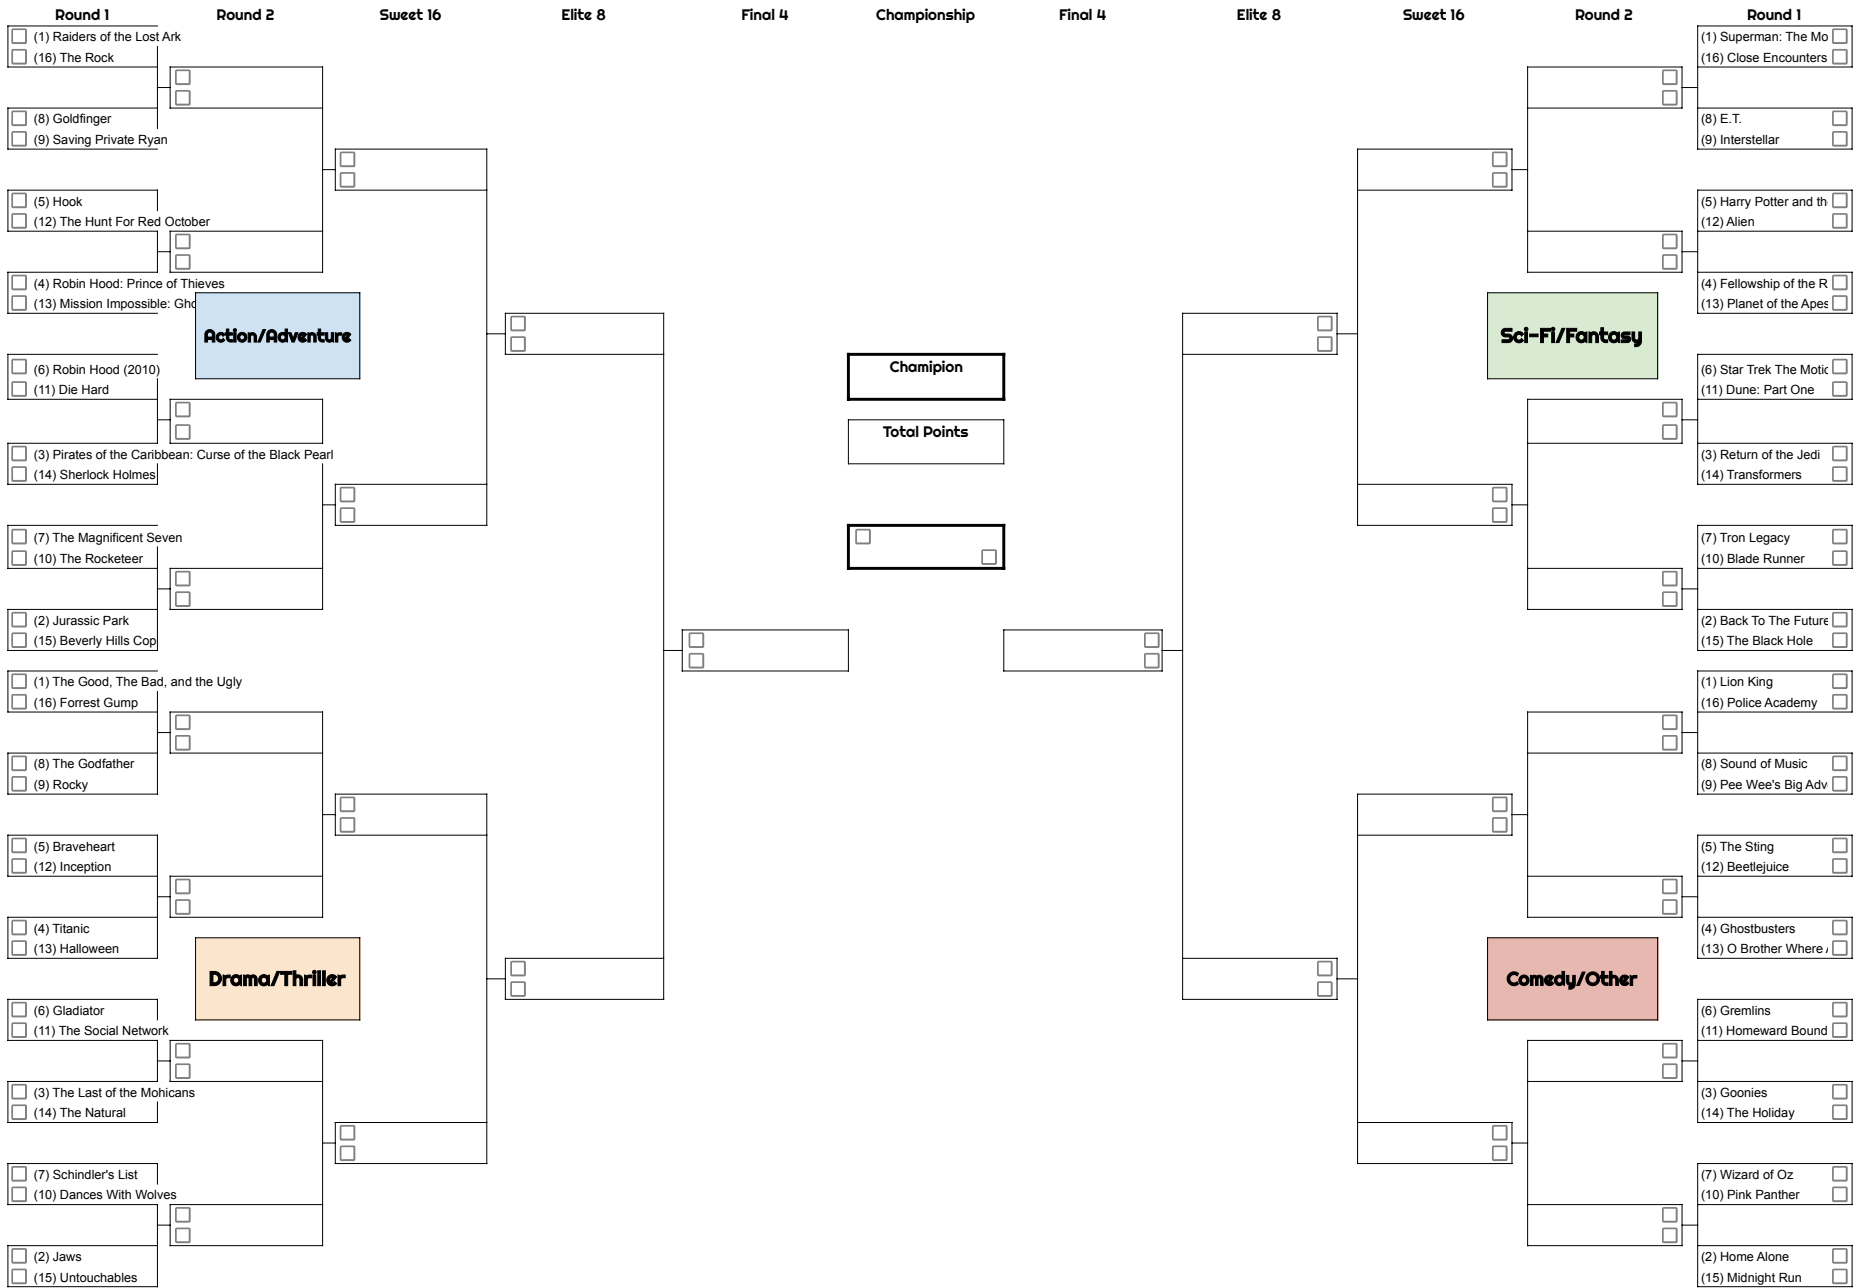 Round 1
Round 2
Sweet 16
Elite 8
Final 4
Championship
Final 4
Elite 8
Sweet 16
Round 2
Round 1
(1) Raiders of the Lost Ark
(16) The Rock
(8) Goldfinger
(9) Saving Private Ryan
(5) Hook
(12) The Hunt For Red October
(4) Robin Hood: Prince of Thieves
(13) Mission Impossible: Gho
Action/Adventure
(6) Robin Hood (2010)
(11) Die Hard
(3) Pirates of the Caribbean: Curse of the Black Pearl
(14) Sherlock Holmes
(7) The Magnificent Seven
(10) The Rocketeer
(2) Jurassic Park
(15) Beverly Hills Cop
(1) The Good, The Bad, and the Ugly
(16) Forrest Gump
(8) The Godfather
(9) Rocky
(5) Braveheart
(12) Inception
(4) Titanic
(13) Halloween
Drama/Thriller
(6) Gladiator
(11) The Social Network
(3) The Last of the Mohicans
(14) The Natural
(7) Schindler's List
(10) Dances With Wolves
(2) Jaws
(15) Untouchables
Chamipion
Total Points
(1) Superman: The Mo
(16) Close Encounters
(8) E.T.
(9) Interstellar
(5) Harry Potter and th
(12) Alien
(4) Fellowship of the R
(13) Planet of the Apes
Sci-Fi/Fantasy
(6) Star Trek The Motic
(11) Dune: Part One
(3) Return of the Jedi
(14) Transformers
(7) Tron Legacy
(10) Blade Runner
(2) Back To The Future
(15) The Black Hole
(1) Lion King
(16) Police Academy
(8) Sound of Music
(9) Pee Wee's Big Adv
(5) The Sting
(12) Beetlejuice
(4) Ghostbusters
(13) O Brother Where
Comedy/Other
(6) Gremlins
(11) Homeward Bound
(3) Goonies
(14) The Holiday
(7) Wizard of Oz
(10) Pink Panther
(2) Home Alone
(15) Midnight Run